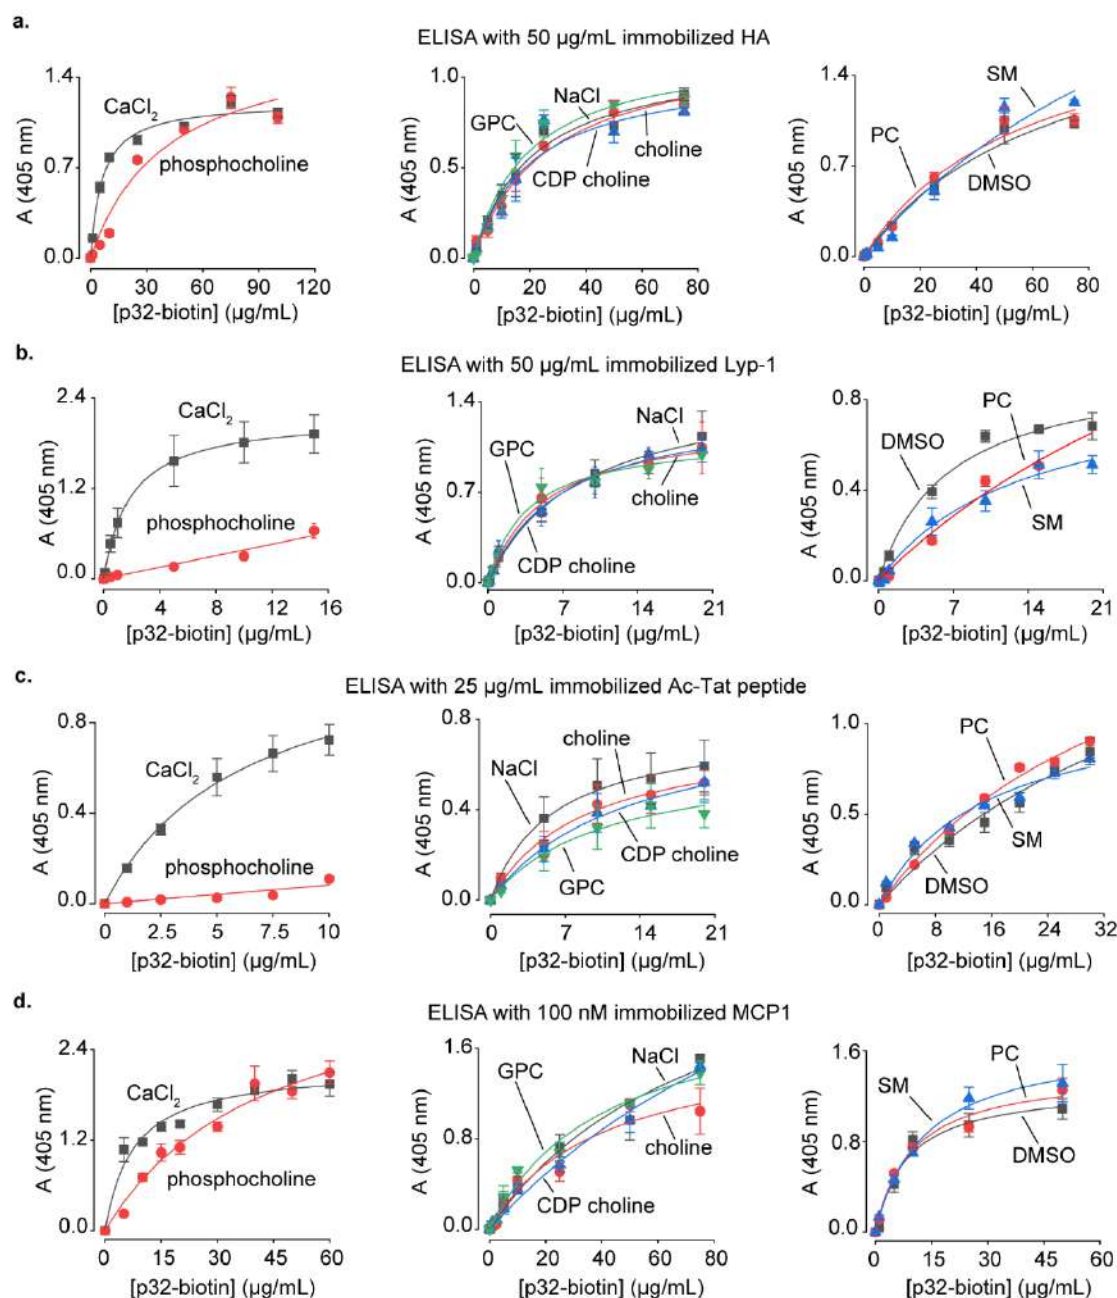 a.
ELISA with 50 µg/mL immobilized HA
A (405 nm)
1.4
0.7
0.0
CaCl2
phosphocholine
0 30 60 90 120
[p32-biotin] (µg/mL)
A (405 nm)
1.0
0.5
0.0
NaCl
GPC
choline
CDP choline
0 20 40 60 80
[p32-biotin] (µg/mL)
A (405 nm)
1.4
0.7
0.0
SM
PC
DMSO
0 20 40 60 80
[p32-biotin] (µg/mL)
b.
ELISA with 50 µg/mL immobilized Lyp-1
A (405 nm)
2.4
1.2
0.0
CaCl2
phosphocholine
0 4 8 12 16
[p32-biotin] (µg/mL)
A (405 nm)
1.4
0.7
0.0
NaCl
GPC
choline
CDP choline
0 7 14 21
[p32-biotin] (µg/mL)
A (405 nm)
0.8
0.4
0.0
PC
DMSO
SM
0 7 14 21
[p32-biotin] (µg/mL)
c.
ELISA with 25 µg/mL immobilized Ac-Tat peptide
A (405 nm)
0.8
0.4
0.0
CaCl2
phosphocholine
0 2.5 5 7.5 10
[p32-biotin] (µg/mL)
A (405 nm)
0.8
0.4
0.0
choline
NaCl
CDP choline
GPC
0 7 14 21
[p32-biotin] (µg/mL)
A (405 nm)
1.0
0.5
0.0
PC
SM
DMSO
0 8 16 24 32
[p32-biotin] (µg/mL)
d.
ELISA with 100 nM immobilized MCP1
A (405 nm)
2.4
1.2
0.0
CaCl2
phosphocholine
0 15 30 45 60
[p32-biotin] (µg/mL)
A (405 nm)
1.6
0.8
0.0
NaCl
GPC
choline
CDP choline
0 20 40 60 80
[p32-biotin] (µg/mL)
A (405 nm)
1.6
0.8
0.0
PC
SM
DMSO
0 15 30 45 60
[p32-biotin] (µg/mL)